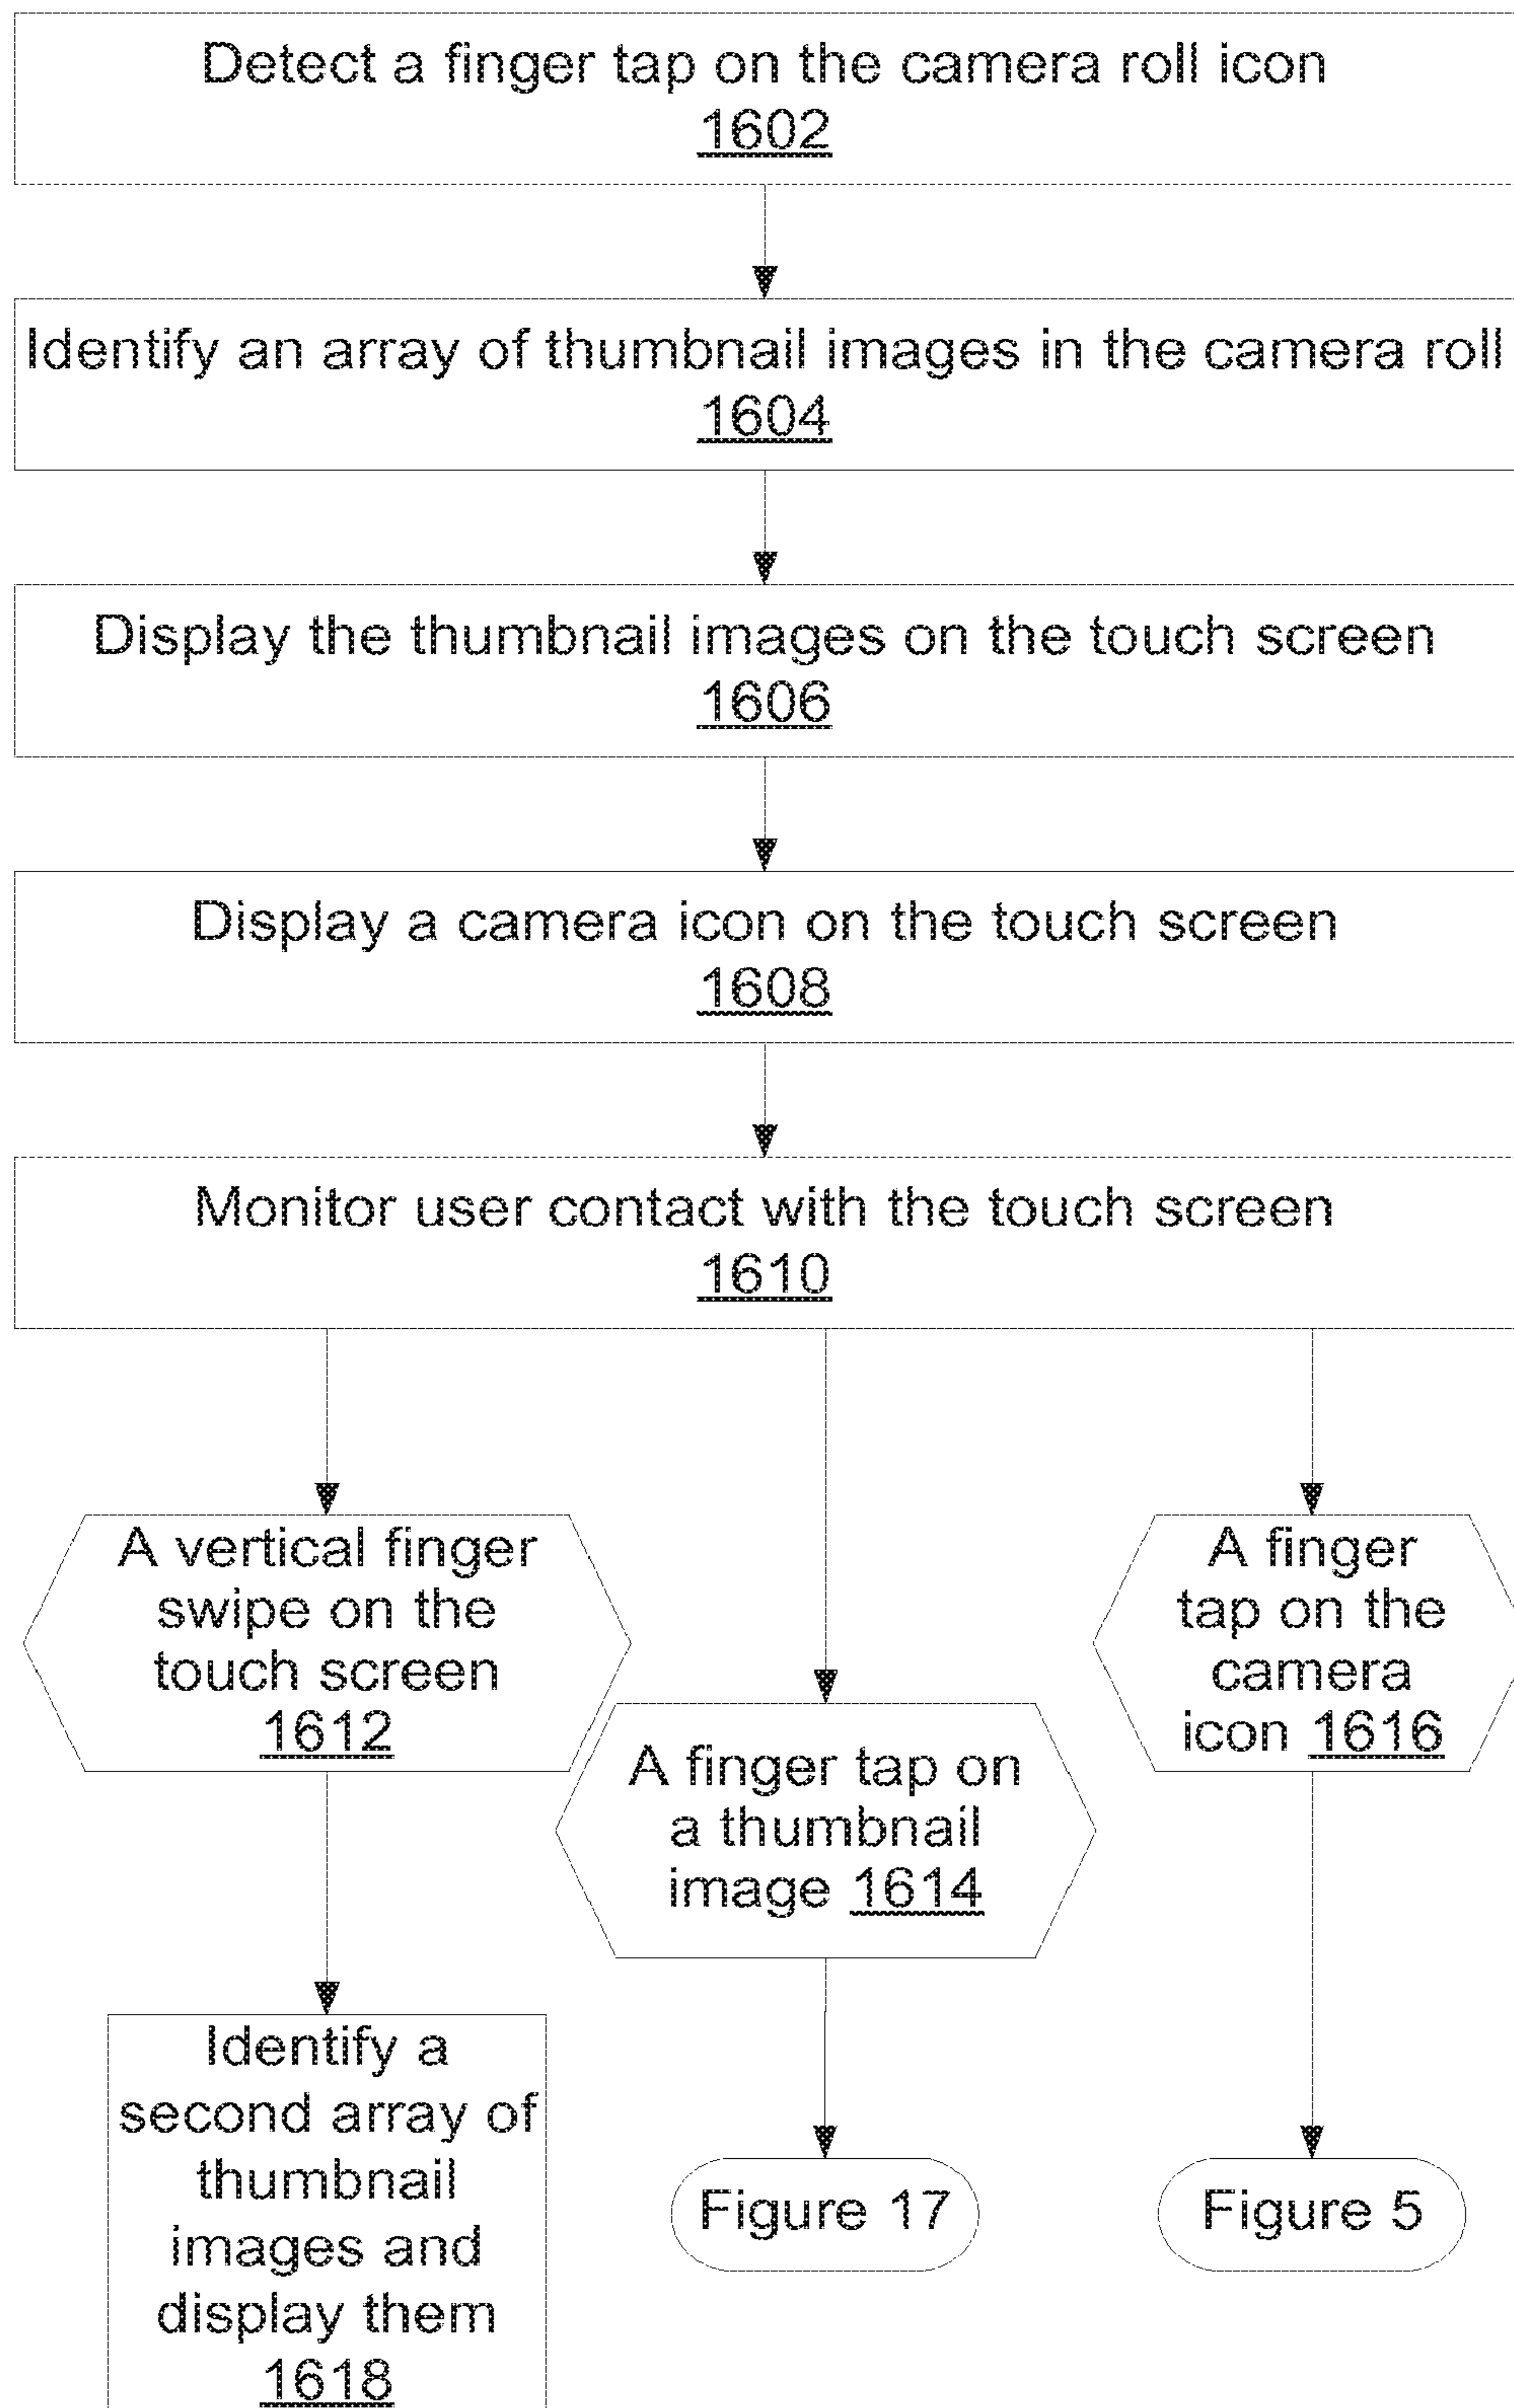 Detect a finger tap on the camera roll icon
1602
Identify an array of thumbnail images in the camera roll
1604
Display the thumbnail images on the touch screen
1606
Display a camera icon on the touch screen
1608
Monitor user contact with the touch screen
1610
A vertical finger
swipe on the
touch screen
1612
A finger tap on
a thumbnail
image 1614
A finger
tap on the
camera
icon 1616
Identify a
second array of
thumbnail
images and
display them
1618
Figure 17
Figure 5